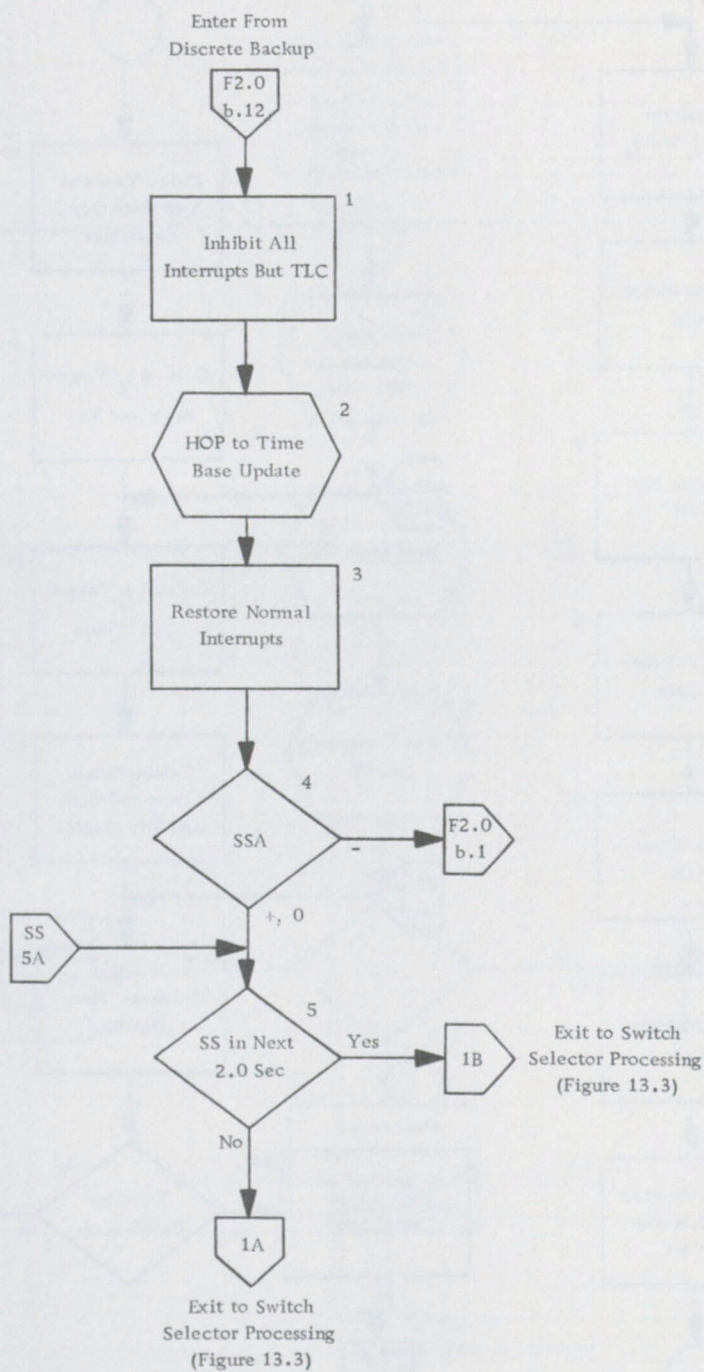 Enter From
Discrete Backup
F2.0
b.12
1
Inhibit All
Interrupts But TLC
2
HOP to Time
Base Update
3
Restore Normal
Interrupts
4
SSA
-
F2.0
b.1
+, 0
SS
5A
5
SS in Next
2.0 Sec
Yes
1B
Exit to Switch
Selector Processing
(Figure 13.3)
No
1A
Exit to Switch
Selector Processing
(Figure 13.3)